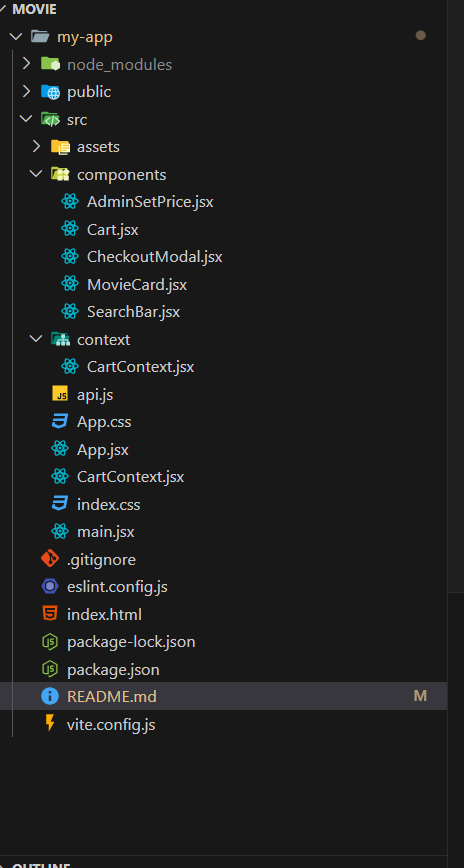 MOVIE
my-app
node_modules
public
src
assets
components
AdminSetPrice.jsx
Cart.jsx
CheckoutModal.jsx
MovieCard.jsx
SearchBar.jsx
context
CartContext.jsx
JS api.js
App.css
App.jsx
CartContext.jsx
index.css
main.jsx
.gitignore
eslint.config.js
index.html
package-lock.json
package.json
README.md M
vite.config.js
OUTLINE